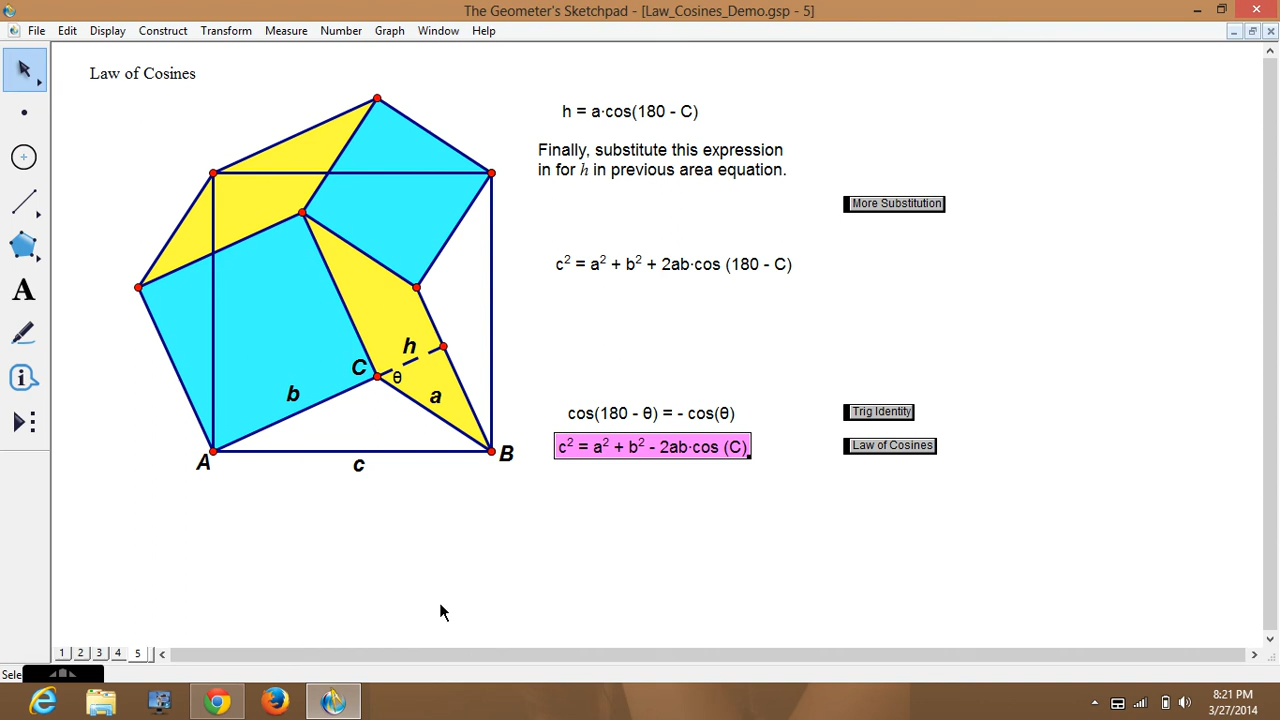 The Geometer's Sketchpad - [Law_Cosines_Demo.gsp - 5]
File Edit Display Construct Transform Measure Number Graph Window Help
Law of Cosines
h = a·cos(180 - C)
Finally, substitute this expression
in for h in previous area equation.
More Substitution
c² = a² + b² + 2ab·cos (180 - C)
h
C
θ
b
a
cos(180 - θ) = - cos(θ)
Trig Identity
c² = a² + b² - 2ab·cos (C)
Law of Cosines
A
B
c
A
1 2 3 4 5
Sele
8:21 PM
3/27/2014